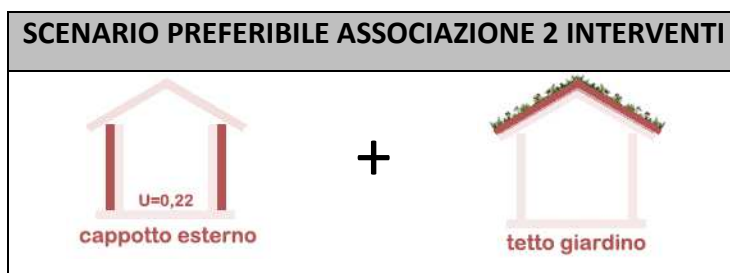 SCENARIO PREFERIBILE ASSOCIAZIONE 2 INTERVENTI
U=0,22
cappotto esterno
+
tetto giardino